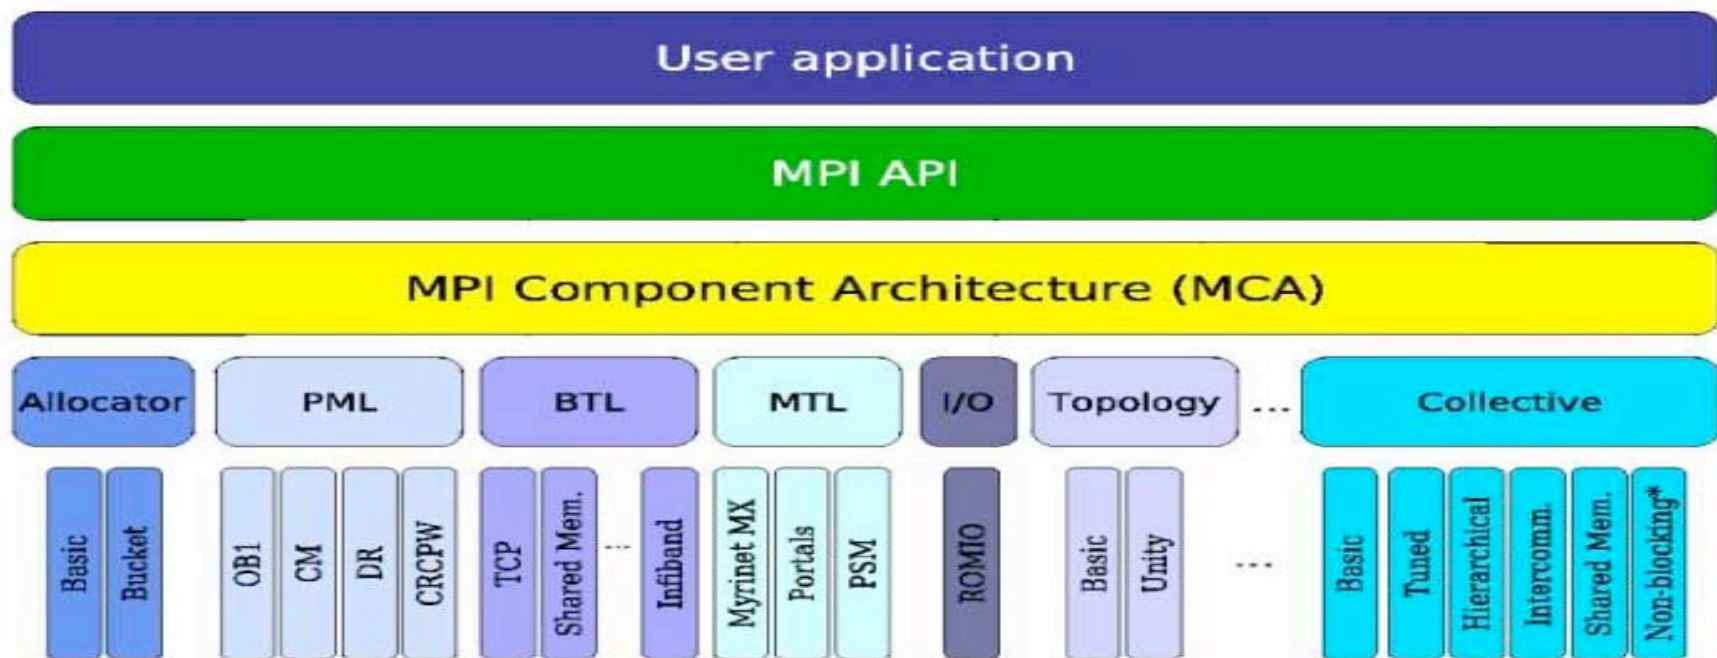 User application
MPI API
MPI Component Architecture (MCA)
Allocator
PML
BTL
MTL
I/O
Topology
...
Collective
Basic
Bucket
OB1
CM
DR
CRCPW
TCP
Shared Mem.
...
Infiband
Myrinet MX
Portals
PSM
ROMIO
Basic
Unity
...
Basic
Tuned
Hierarchical
Intercomm.
Shared Mem.
Non-blocking*